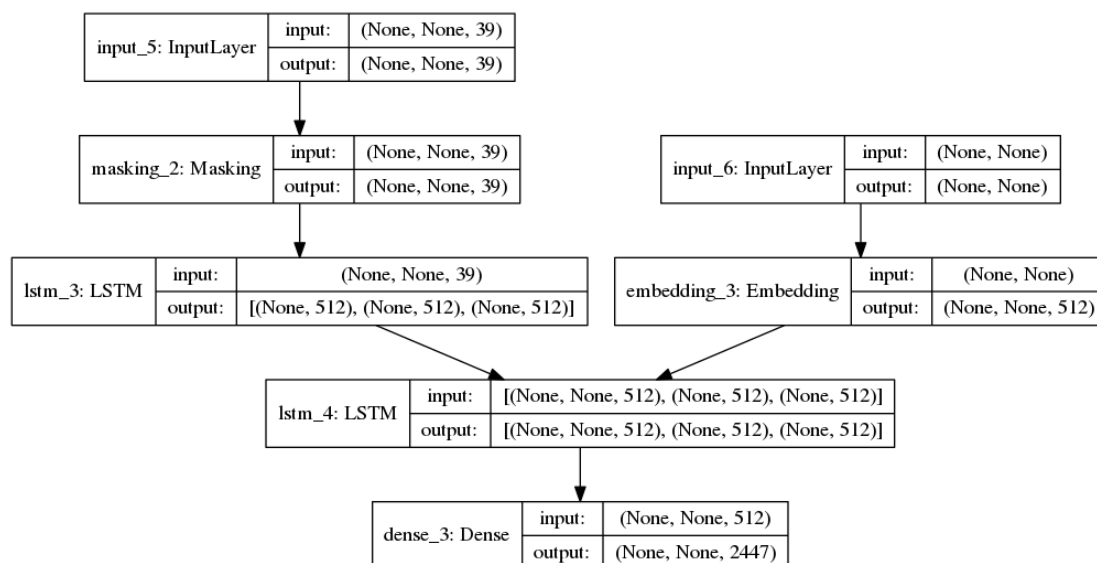 input_5: InputLayer
input: (None, None, 39)
output: (None, None, 39)
masking_2: Masking
input: (None, None, 39)
output: (None, None, 39)
input_6: InputLayer
input: (None, None)
output: (None, None)
lstm_3: LSTM
input: (None, None, 39)
output: [(None, 512), (None, 512), (None, 512)]
embedding_3: Embedding
input: (None, None)
output: (None, None, 512)
lstm_4: LSTM
input: [(None, None, 512), (None, 512), (None, 512)]
output: [(None, None, 512), (None, 512), (None, 512)]
dense_3: Dense
input: (None, None, 512)
output: (None, None, 2447)